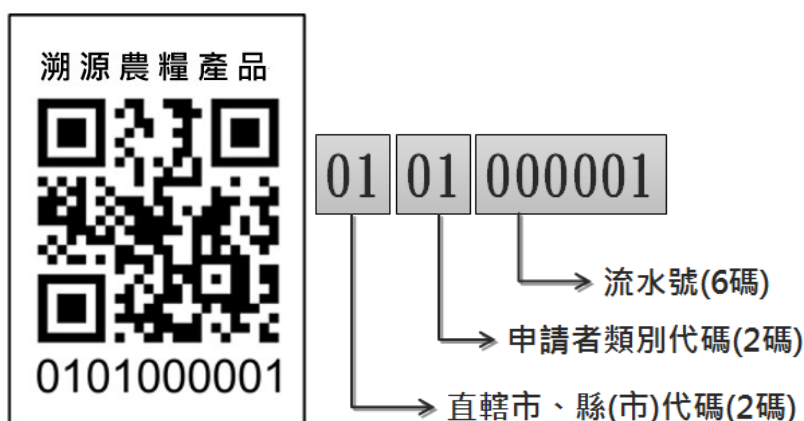 溯源農糧產品
0101000001
01 01 000001
流水號(6碼)
申請者類別代碼(2碼)
直轄市、縣(市)代碼(2碼)